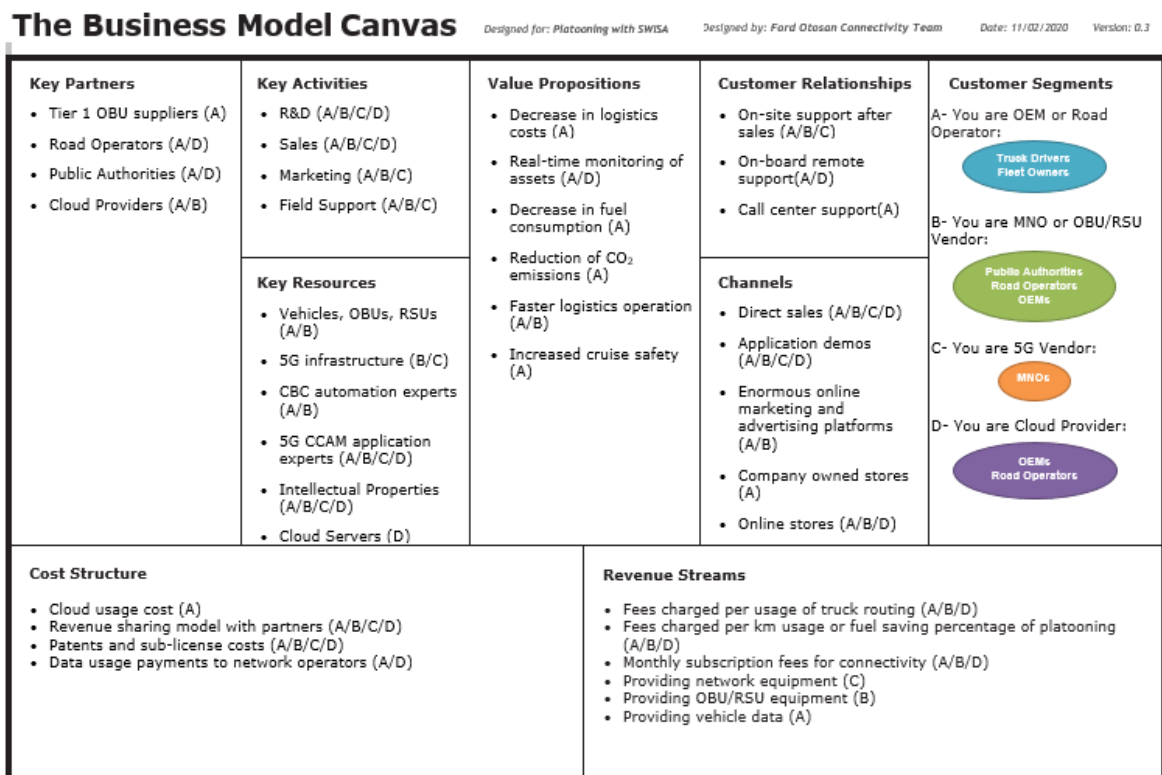 The Business Model Canvas
Designed for: Platooning with SWISA
Designed by: Ford Otosan Connectivity Team
Date: 11/02/2020
Version: 0.3
Key Partners
• Tier 1 OBU suppliers (A)
• Road Operators (A/D)
• Public Authorities (A/D)
• Cloud Providers (A/B)
Key Activities
• R&D (A/B/C/D)
• Sales (A/B/C/D)
• Marketing (A/B/C)
• Field Support (A/B/C)
Key Resources
• Vehicles, OBUs, RSUs
(A/B)
• 5G infrastructure (B/C)
• CBC automation experts
(A/B)
• 5G CCAM application
experts (A/B/C/D)
• Intellectual Properties
(A/B/C/D)
• Cloud Servers (D)
Value Propositions
• Decrease in logistics
costs (A)
• Real-time monitoring of
assets (A/D)
• Decrease in fuel
consumption (A)
• Reduction of CO₂
emissions (A)
• Faster logistics operation
(A/B)
• Increased cruise safety
(A)
Customer Relationships
• On-site support after
sales (A/B/C)
• On-board remote
support(A/D)
• Call center support(A)
Channels
• Direct sales (A/B/C/D)
• Application demos
(A/B/C/D)
• Enormous online
marketing and
advertising platforms
(A/B)
• Company owned stores
(A)
• Online stores (A/B/D)
Customer Segments
A- You are OEM or Road
Operator:
Truck Drivers
Fleet Owners
B- You are MNO or OBU/RSU
Vendor:
Public Authorities
Road Operators
OEMs
C- You are 5G Vendor:
MNOs
D- You are Cloud Provider:
OEMs
Road Operators
Cost Structure
• Cloud usage cost (A)
• Revenue sharing model with partners (A/B/C/D)
• Patents and sub-license costs (A/B/C/D)
• Data usage payments to network operators (A/D)
Revenue Streams
• Fees charged per usage of truck routing (A/B/D)
• Fees charged per km usage or fuel saving percentage of platooning
(A/B/D)
• Monthly subscription fees for connectivity (A/B/D)
• Providing network equipment (C)
• Providing OBU/RSU equipment (B)
• Providing vehicle data (A)